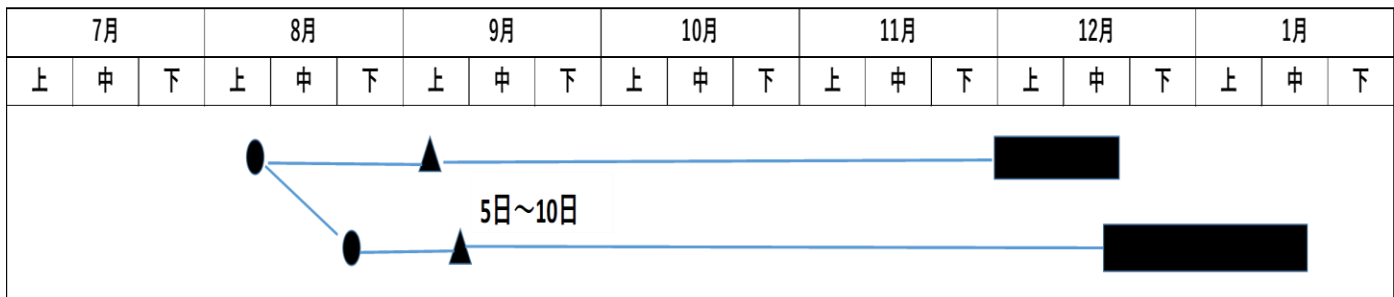 7月 8月 9月 10月 11月 12月 1月
上 中 下 上 中 下 上 中 下 上 中 下 上 中 下 上 中 下 上 中 下
5日～10日